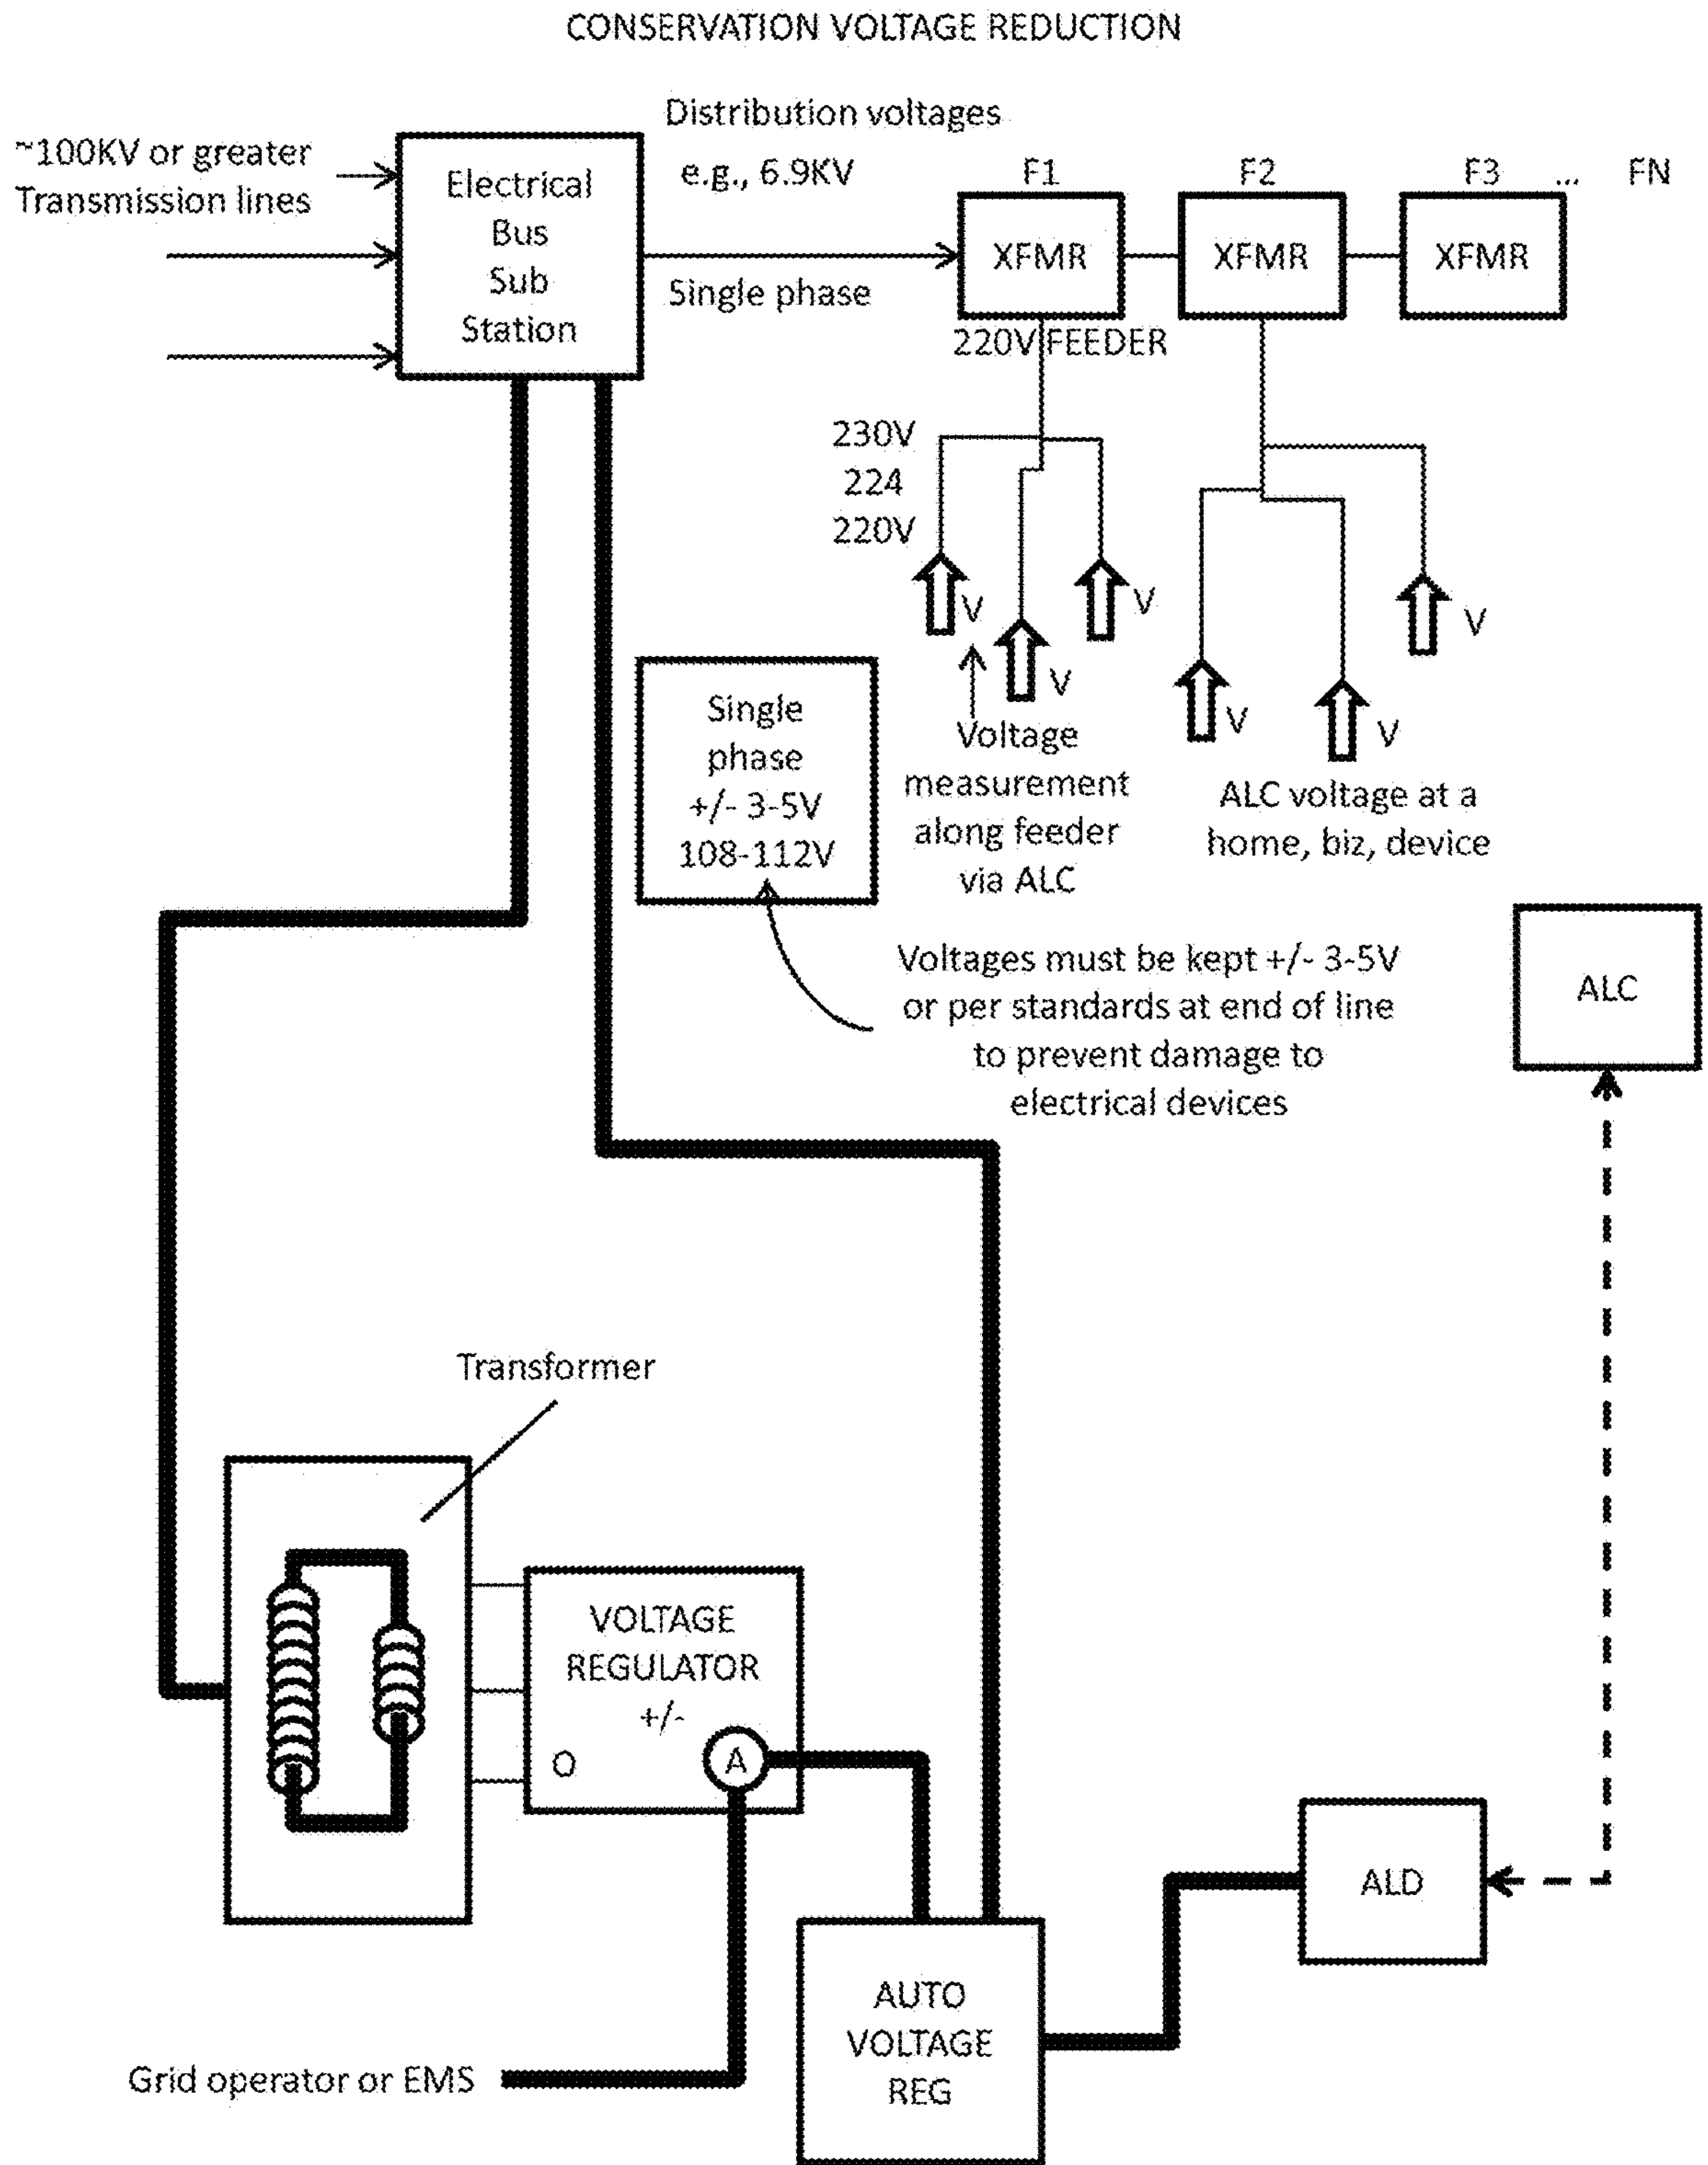 CONSERVATION VOLTAGE REDUCTION
~100KV or greater
Transmission lines
Electrical
Bus
Sub
Station
Distribution voltages
e.g., 6.9KV
Single phase
F1
F2
F3
...
FN
XFMR
XFMR
XFMR
220V FEEDER
230V
224
220V
V
V
V
V
V
V
Voltage
measurement
along feeder
via ALC
ALC voltage at a
home, biz, device
Single
phase
+/- 3-5V
108-112V
Voltages must be kept +/- 3-5V
or per standards at end of line
to prevent damage to
electrical devices
ALC
Transformer
VOLTAGE
REGULATOR
+/-
O
A
ALD
AUTO
VOLTAGE
REG
Grid operator or EMS